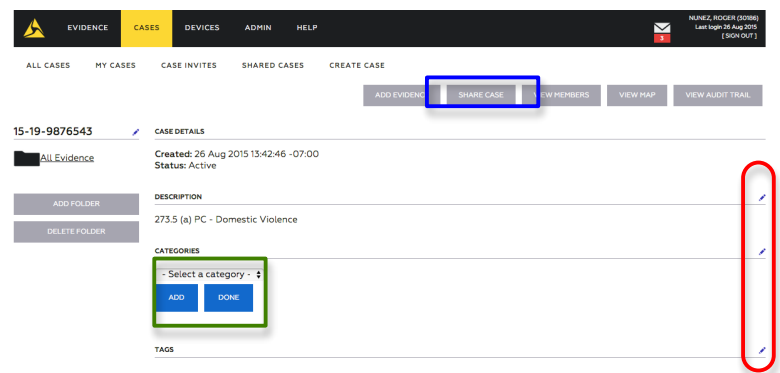 EVIDENCE CASES DEVICES ADMIN HELP
3
NUNEZ, ROGER (30186)
Last login 26 Aug 2015
[ SIGN OUT ]
ALL CASES MY CASES CASE INVITES SHARED CASES CREATE CASE
ADD EVIDENC SHARE CASE EW MEMBERS VIEW MAP VIEW AUDIT TRAIL
15-19-9876543
CASE DETAILS
All Evidence
Created: 26 Aug 2015 13:42:46 -07:00
Status: Active
ADD FOLDER
DELETE FOLDER
DESCRIPTION
273.5 (a) PC - Domestic Violence
CATEGORIES
- Select a category -
ADD DONE
TAGS